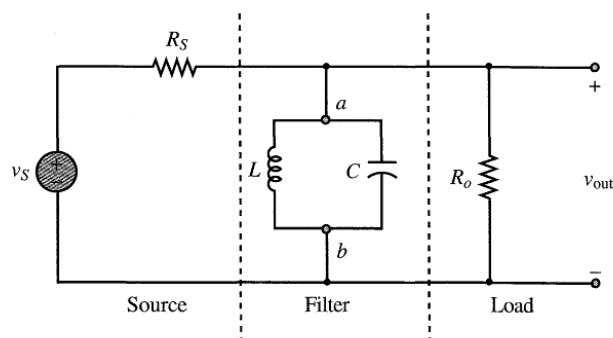 R_S
a
+
v_S
+
L
C
R_o
v_out
b
−
Source
Filter
Load